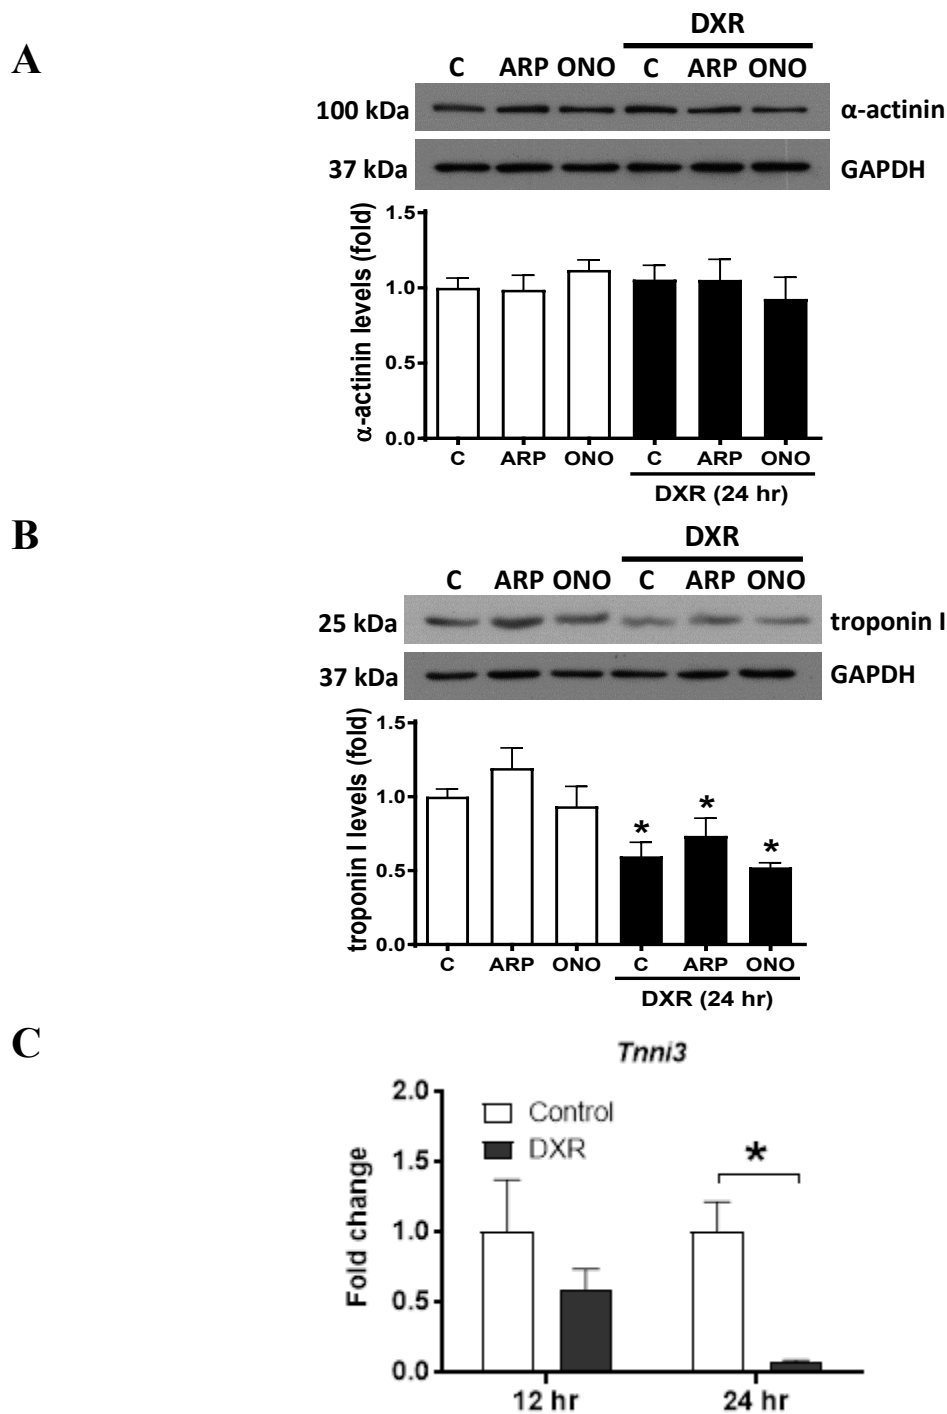 A
DXR
C ARP ONO C ARP ONO
100 kDa α-actinin
37 kDa GAPDH
α-actinin levels (fold)
1.5
1.0
0.5
0.0
C ARP ONO C ARP ONO
DXR (24 hr)
B
DXR
C ARP ONO C ARP ONO
25 kDa troponin I
37 kDa GAPDH
troponin I levels (fold)
1.5
1.0
0.5
0.0
* * *
C ARP ONO C ARP ONO
DXR (24 hr)
C
Tnni3
Fold change
2.0
1.5
1.0
0.5
0.0
Control
DXR
*
12 hr 24 hr